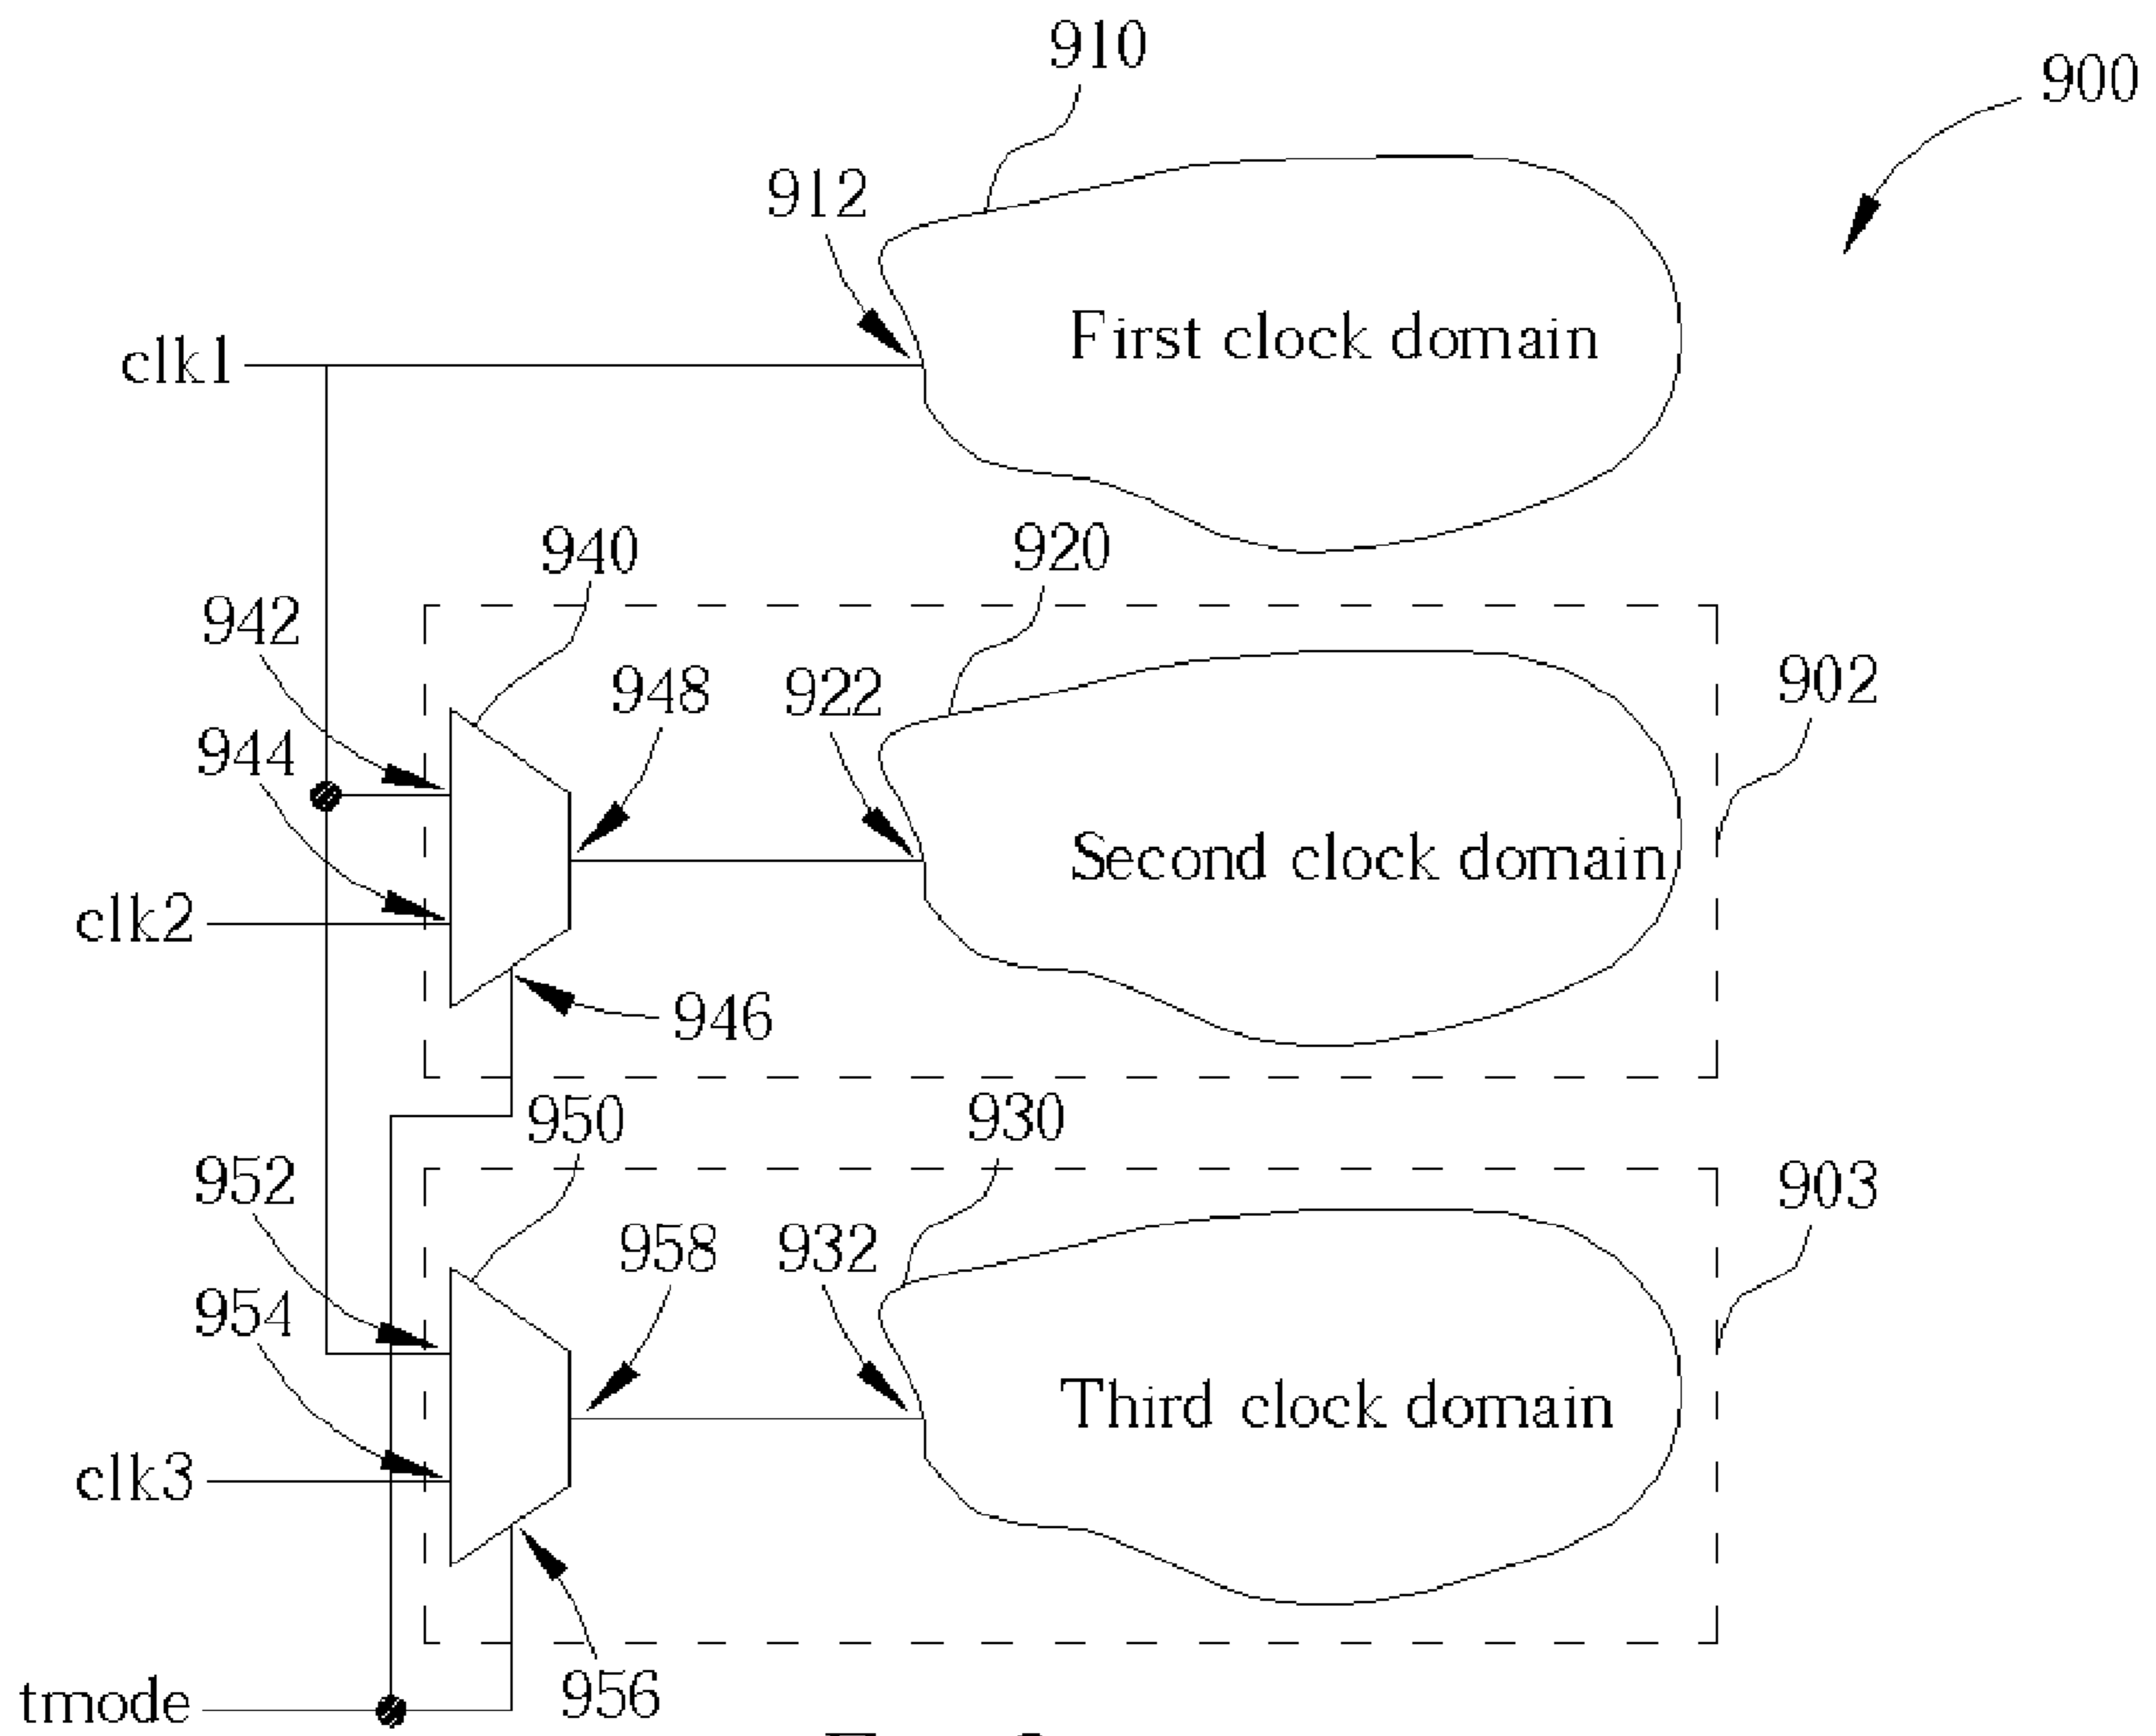 910
900
912
First clock domain
clk1
940
920
942
948
922
902
944
Second clock domain
clk2
946
950
930
952
958
932
903
954
Third clock domain
clk3
956
tmode